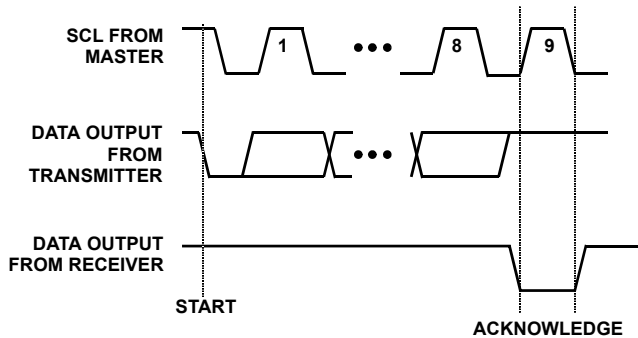 SCL FROM
MASTER
1
8
9
DATA OUTPUT
FROM
TRANSMITTER
DATA OUTPUT
FROM RECEIVER
START
ACKNOWLEDGE